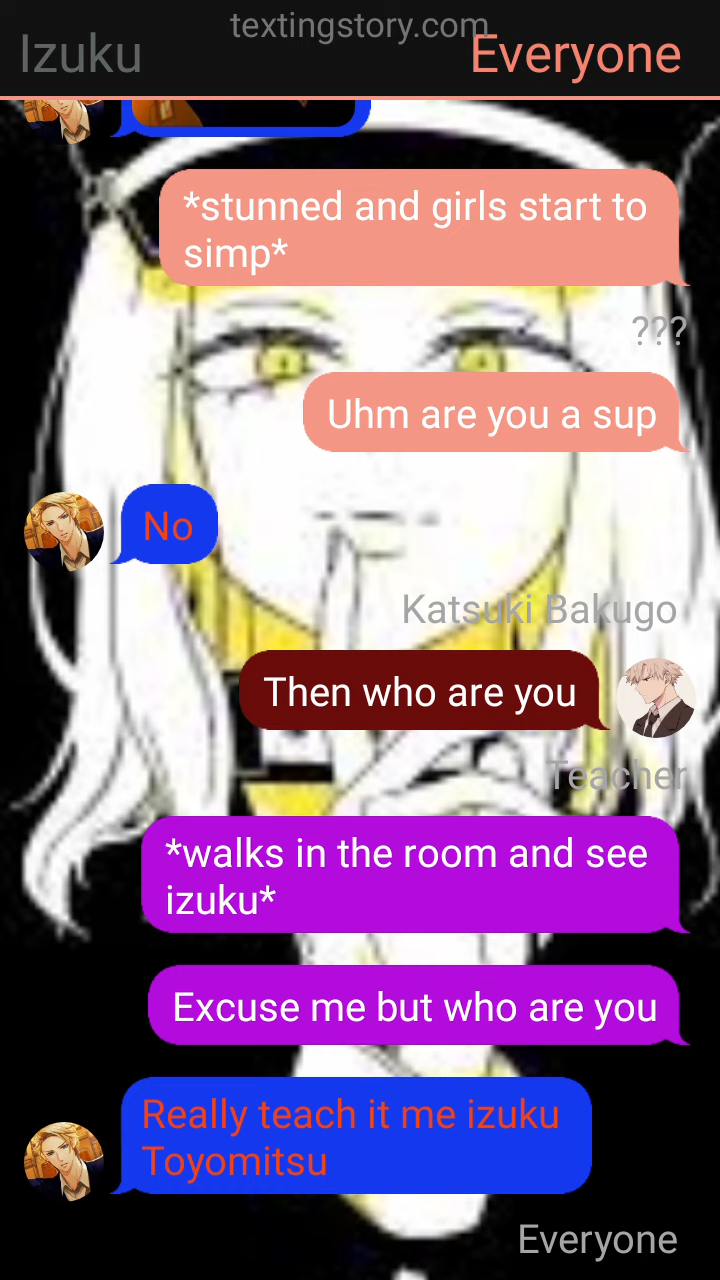 textingstory.com
Izuku
Everyone
*stunned and girls start to
simp*
???
Uhm are you a sup
No
Katsuki Bakugo
Then who are you
Teacher
*walks in the room and see
izuku*
Excuse me but who are you
Really teach it me izuku
Toyomitsu
Everyone